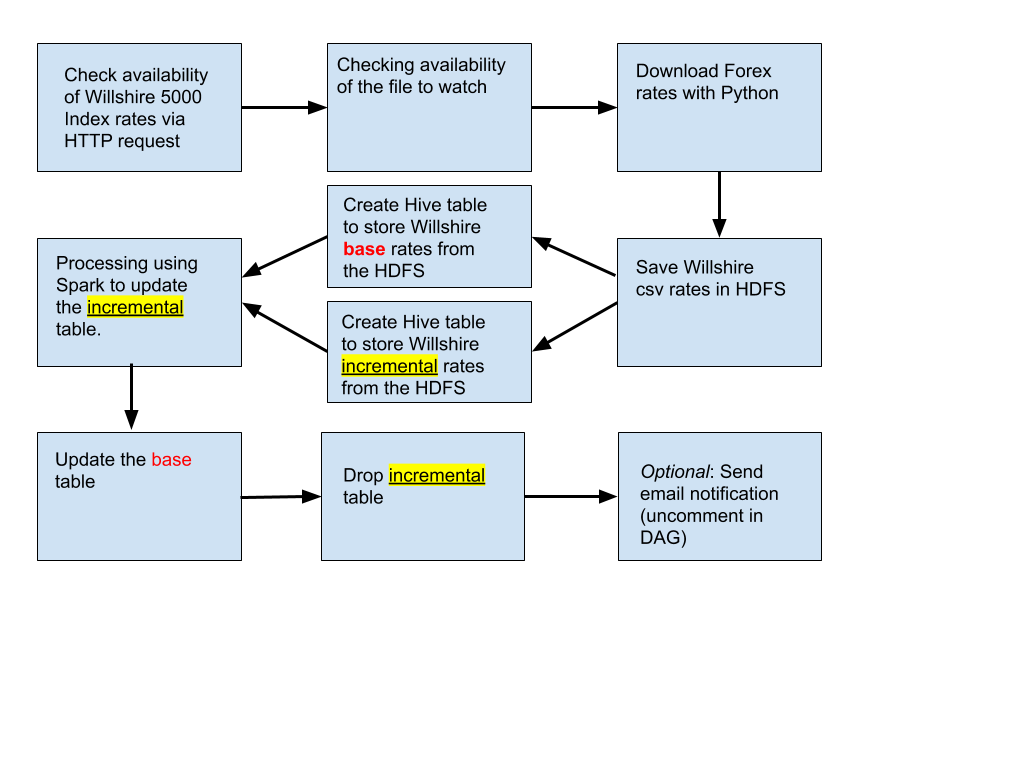 Check availability
of Willshire 5000
Index rates via
HTTP request
Checking availability
of the file to watch
Download Forex
rates with Python
Save Willshire
csv rates in HDFS
Create Hive table
to store Willshire
base rates from
the HDFS
Create Hive table
to store Willshire
incremental rates
from the HDFS
Processing using
Spark to update
the incremental
table.
Update the base
table
Drop incremental
table
Optional: Send
email notification
(uncomment in
DAG)